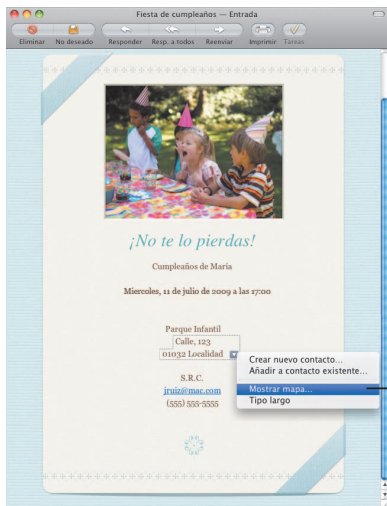 Fiesta de cumpleaños — Entrada
Eliminar No deseado Responder Resp. a todos Reenviar Imprimir Tareas
¡No te lo pierdas!
Cumpleaños de María
Miercoles, 11 de julio de 2009 a las 17:00
Parque Infantil
Calle, 123
01032 Localidad
Crear nuevo contacto...
Añadir a contacto existente...
Mostrar mapa...
Tipo largo
S.R.C.
jruiz@mac.com
(555) 555-5555